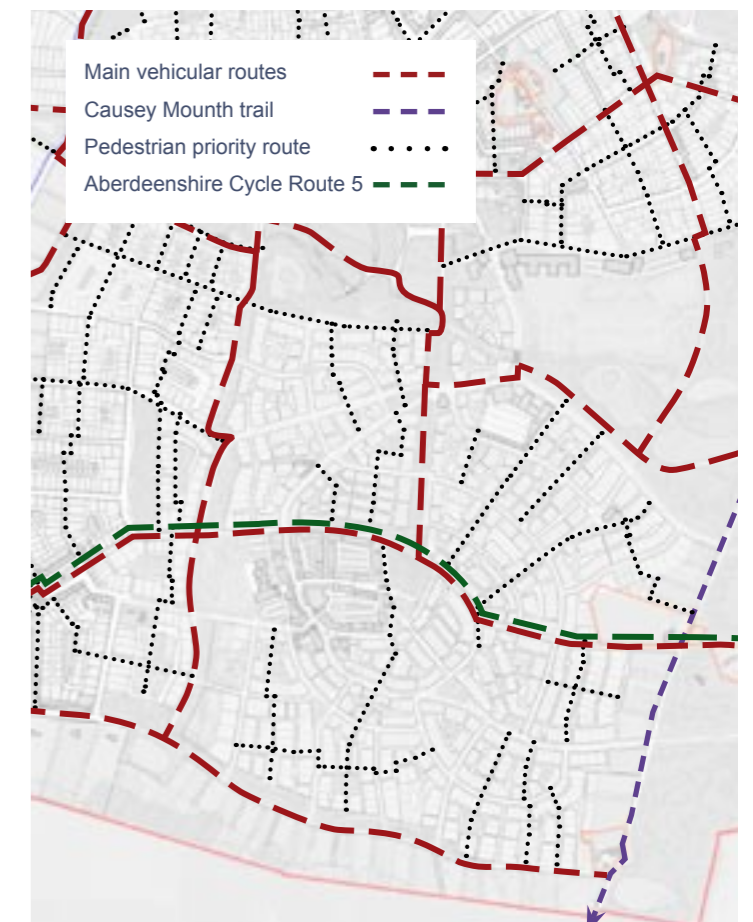 Main vehicular routes
Causey Mounth trail
Pedestrian priority route
Aberdeenshire Cycle Route 5